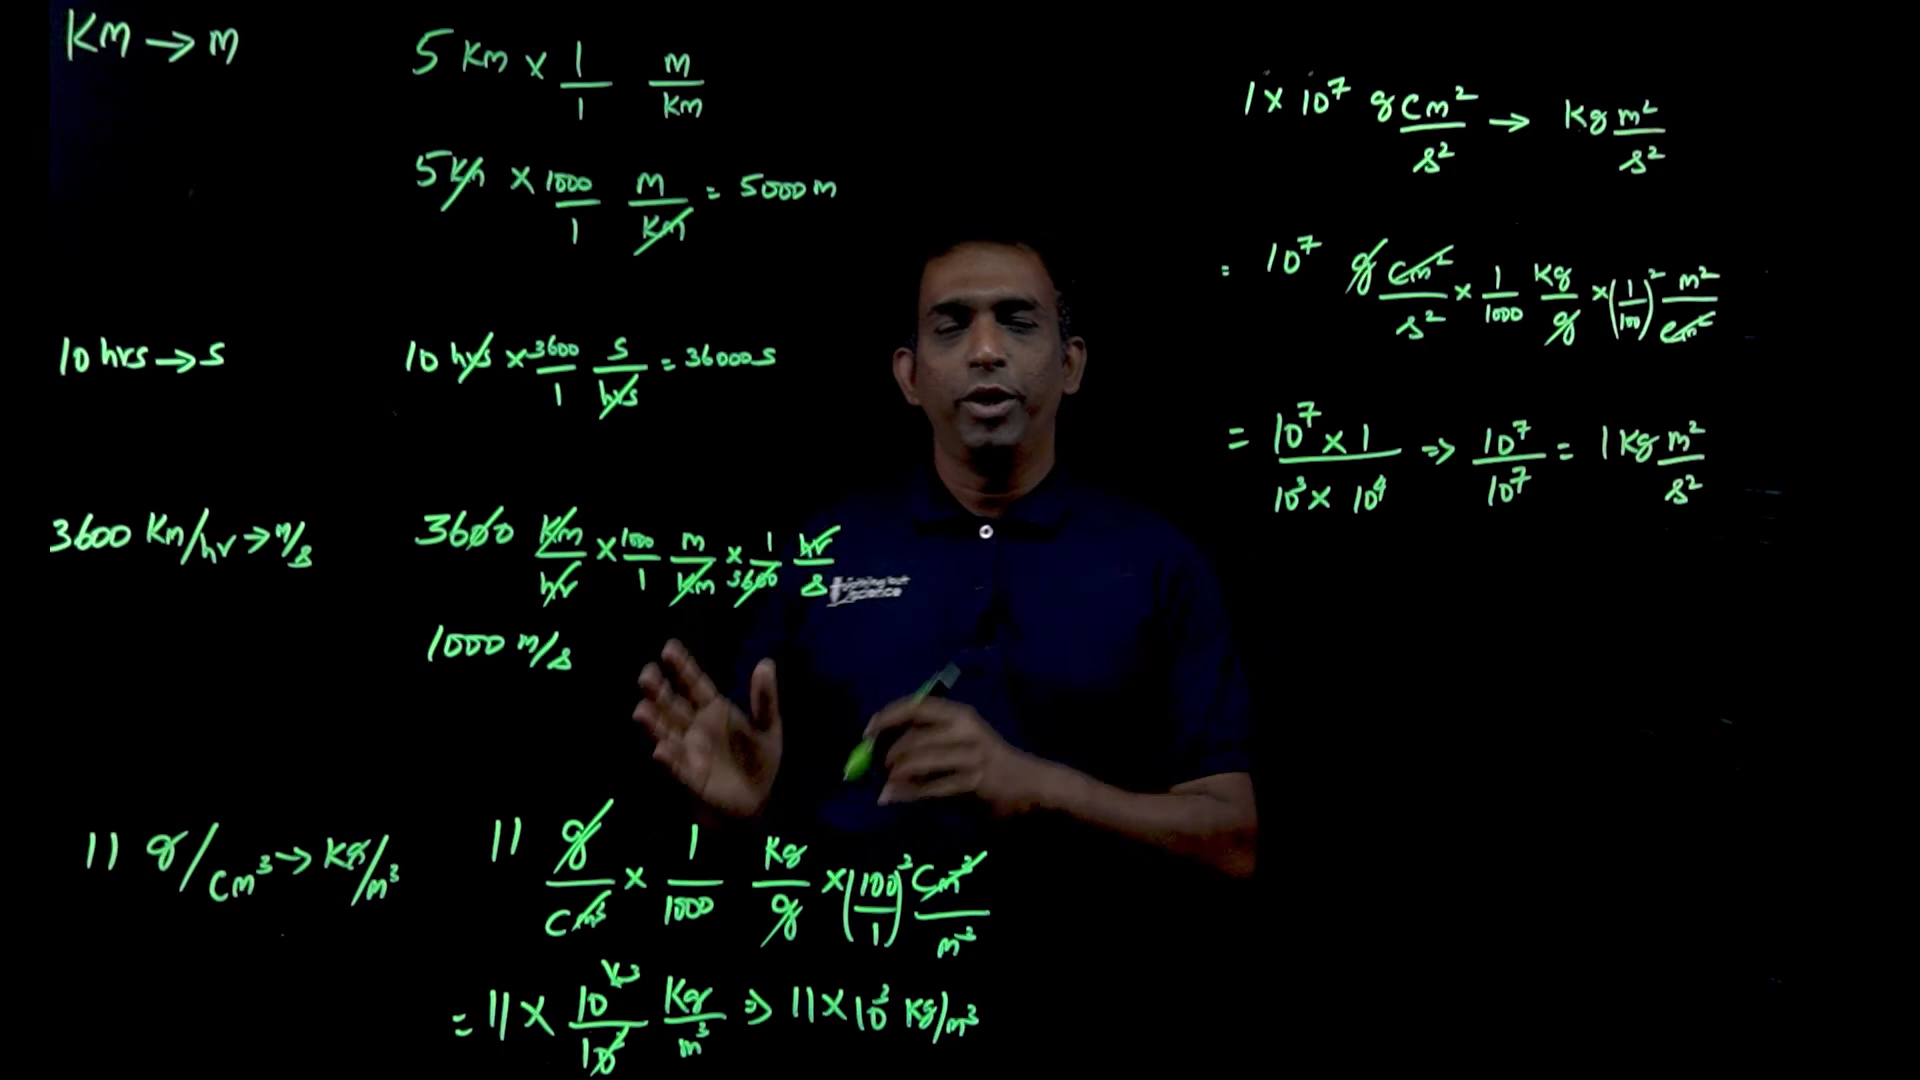 Km → m
5 Km × 1/1 m/Km
5 Km × 1000/1 m/Km = 5000 m
10 hrs → s
10 hrs × 3600/1 s/hrs = 36000 s
3600 Km/hr → m/s
3600 Km/hr × 1000/1 m/Km × 1/3600 hr/s
1000 m/s
11 g/cm³ → Kg/m³
11 g/cm³ × 1/1000 Kg/g × (100/1)³ cm³/m³
= 11 × Kg/m³ ⇒ 11 × 10³ Kg/m³
1 × 10⁷ g cm²/s² → Kg m²/s²
= 10⁷ g cm²/s² × 1/1000 Kg/g × (1/100)² m²/cm²
= 10⁷ × 1/10³ × 10⁴ ⇒ 10⁷/10⁷ = 1 Kg m²/s²
science